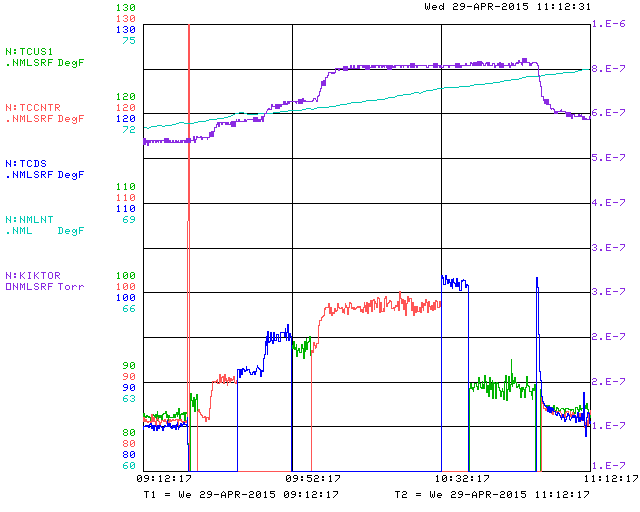 Wed 29-APR-2015 11:12:31
130
130
130
75
1.E-6
N:TCUS1
.NMLSRF DegF
8.E-7
120
120
120
72
N:TCCNTR
.NMLSRF DegF
6.E-7
5.E-7
N:TCDS
.NMLSRF DegF
110
110
110
69
4.E-7
N:NMLNT
.NML DegF
3.E-7
N:KIKTOR
NMLSRF Torr
100
100
100
66
3.E-7
2.E-7
90
90
90
63
2.E-7
80
80
80
60
1.E-7
1.E-7
09:12:17 09:52:17 10:32:17 11:12:17
T1 = We 29-APR-2015 09:12:17 T2 = We 29-APR-2015 11:12:17